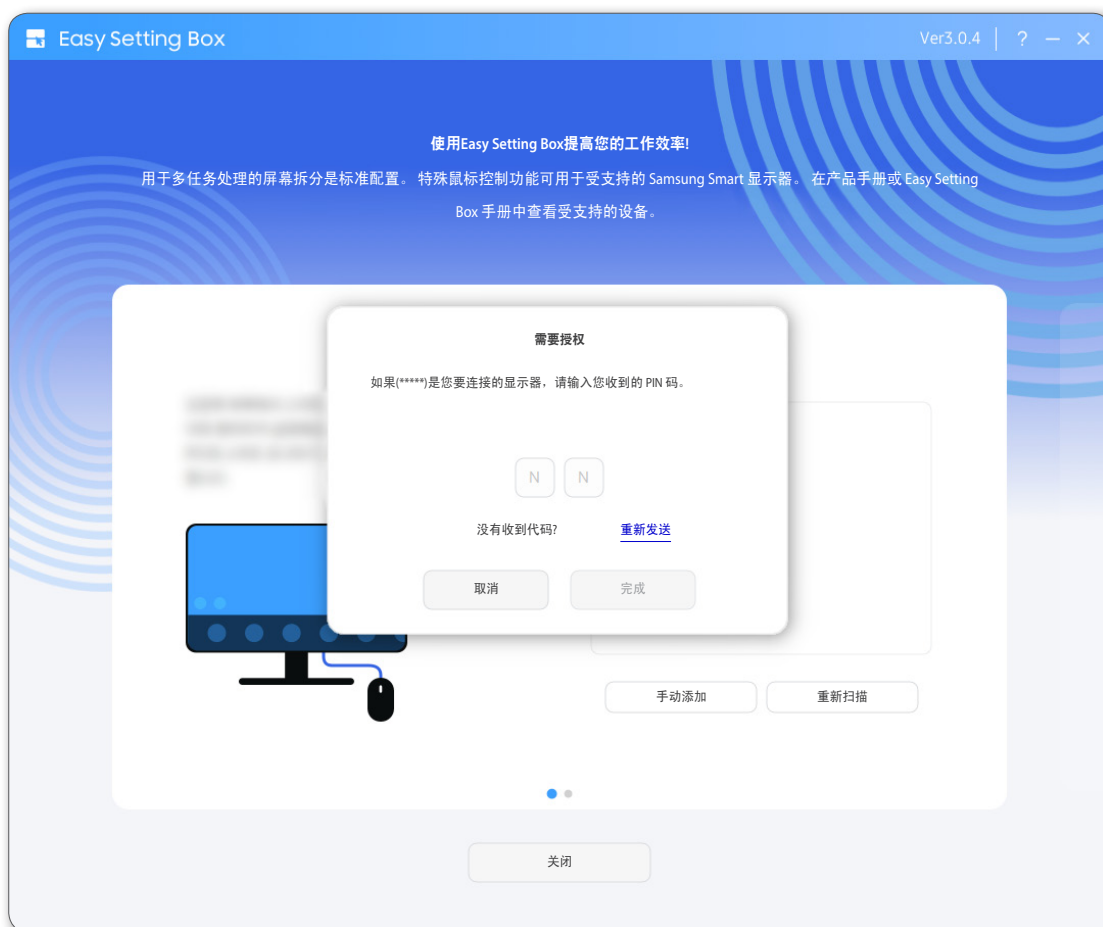 Easy Setting Box
Ver3.0.4
?
使用Easy Setting Box提高您的工作效率!
用于多任务处理的屏幕拆分是标准配置。 特殊鼠标控制功能可用于受支持的 Samsung Smart 显示器。 在产品手册或 Easy Setting
Box 手册中查看受支持的设备。
需要授权
如果(*****)是您要连接的显示器，请输入您收到的 PIN 码。
N N
没有收到代码? 重新发送
取消 完成
手动添加 重新扫描
关闭